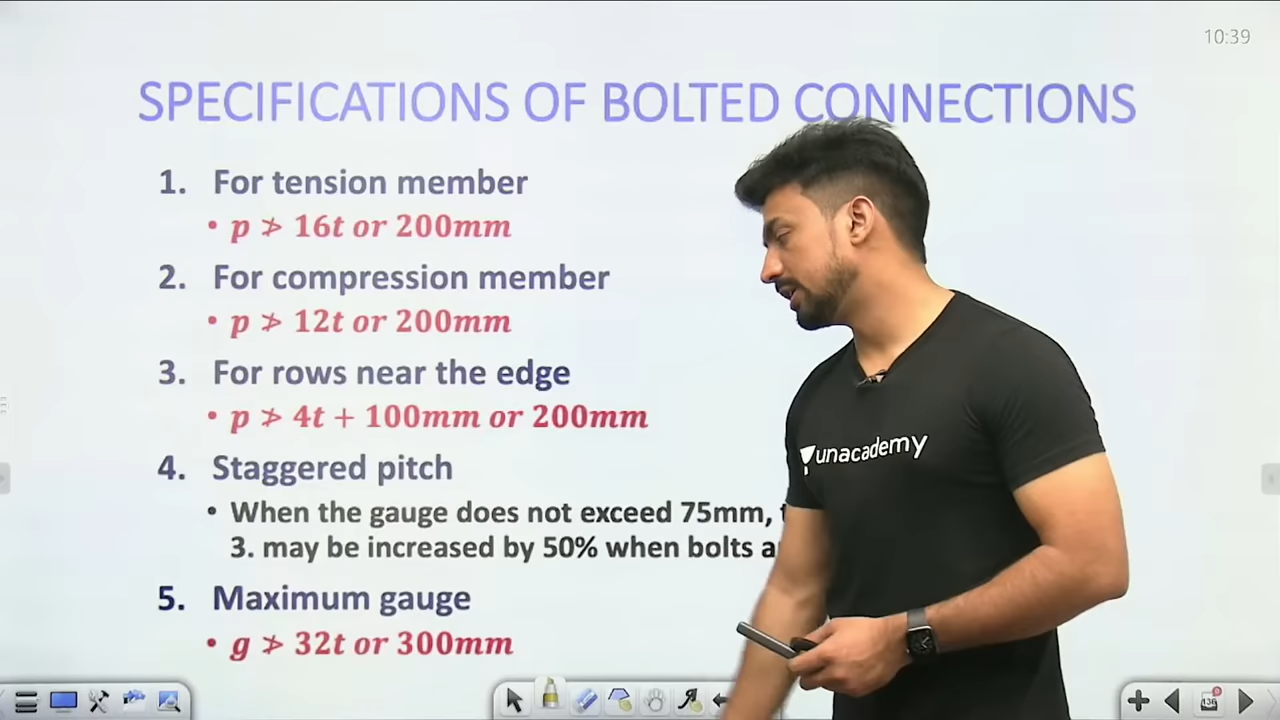 10:39
SPECIFICATIONS OF BOLTED CONNECTIONS
1. For tension member
• p ≯ 16t or 200mm
2. For compression member
• p ≯ 12t or 200mm
3. For rows near the edge
• p ≯ 4t + 100mm or 200mm
4. Staggered pitch
• When the gauge does not exceed 75mm,
3. may be increased by 50% when bolts
5. Maximum gauge
• g ≯ 32t or 300mm
unacademy
136